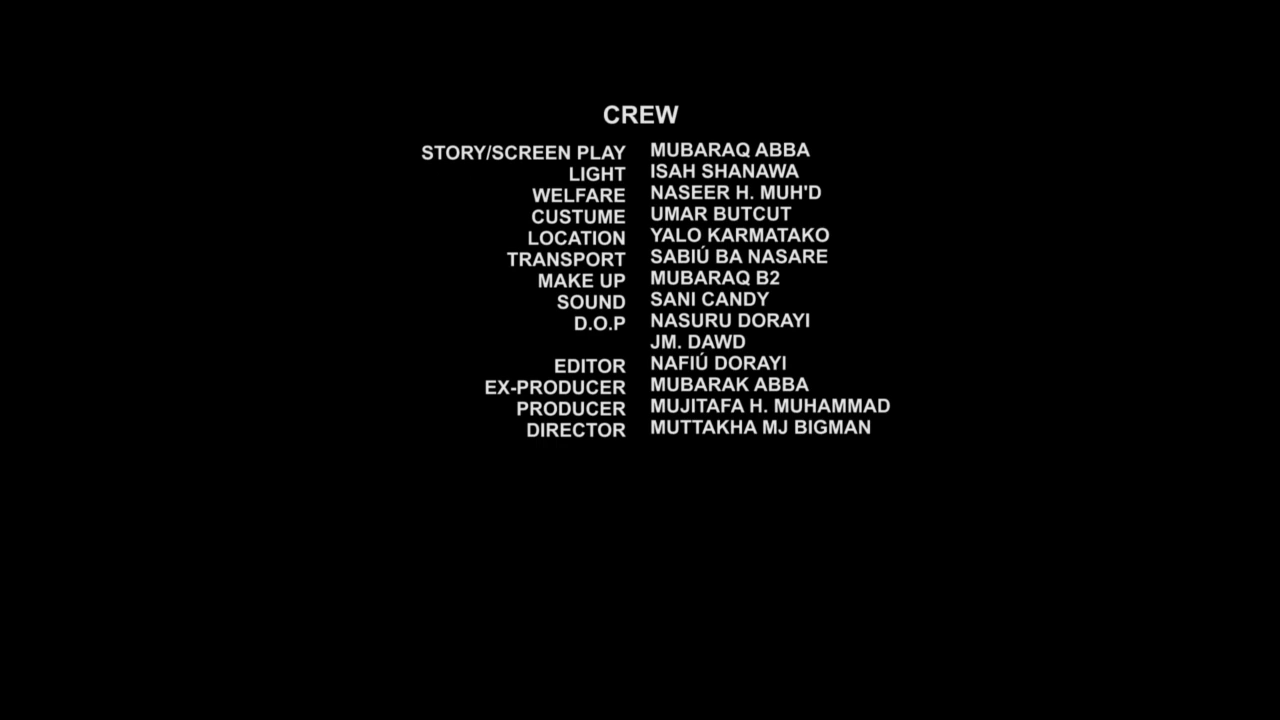 CREW
STORY/SCREEN PLAY MUBARAQ ABBA
LIGHT ISAH SHANAWA
WELFARE NASEER H. MUH'D
CUSTUME UMAR BUTCUT
LOCATION YALO KARMATAKO
TRANSPORT SABIÚ BA NASARE
MAKE UP MUBARAQ B2
SOUND SANI CANDY
D.O.P NASURU DORAYI
JM. DAWD
EDITOR NAFIÚ DORAYI
EX-PRODUCER MUBARAK ABBA
PRODUCER MUJITAFA H. MUHAMMAD
DIRECTOR MUTTAKHA MJ BIGMAN